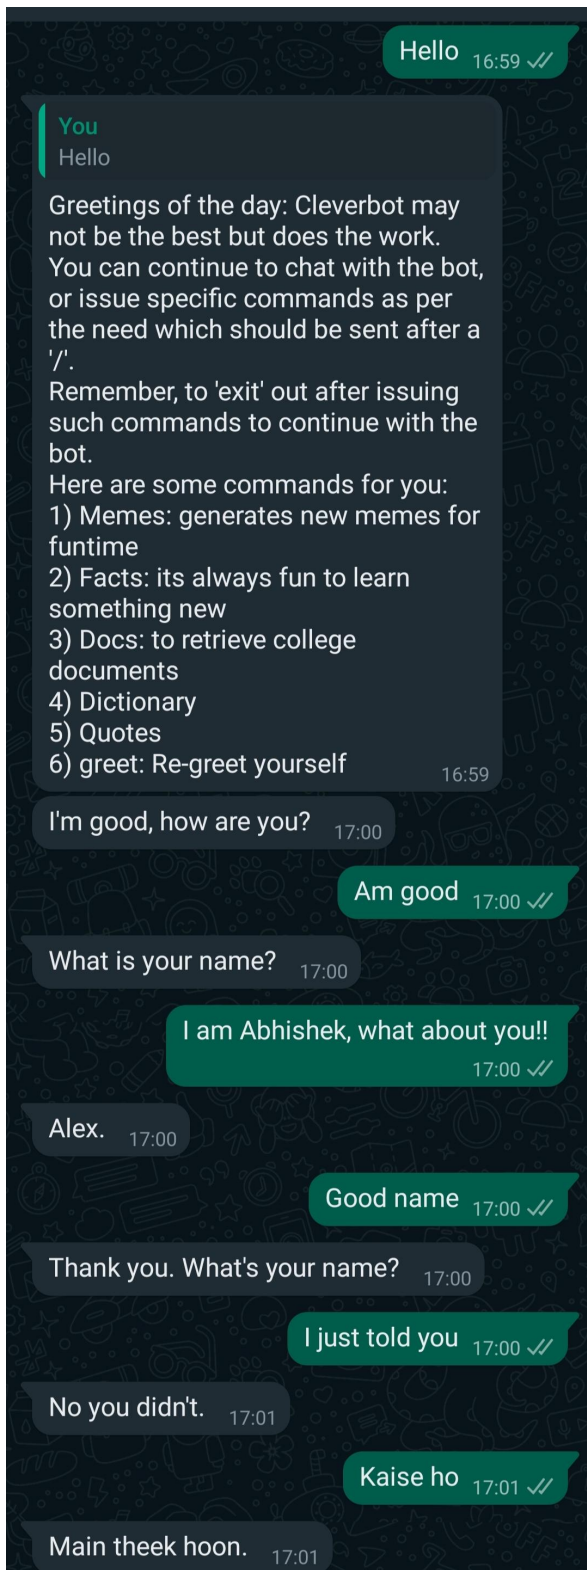 Hello 16:59
You
Hello
Greetings of the day: Cleverbot may
not be the best but does the work.
You can continue to chat with the bot,
or issue specific commands as per
the need which should be sent after a
'/'.
Remember, to 'exit' out after issuing
such commands to continue with the
bot.
Here are some commands for you:
1) Memes: generates new memes for
funtime
2) Facts: its always fun to learn
something new
3) Docs: to retrieve college
documents
4) Dictionary
5) Quotes
6) greet: Re-greet yourself 16:59
I'm good, how are you? 17:00
Am good 17:00
What is your name? 17:00
I am Abhishek, what about you!!
17:00
Alex. 17:00
Good name 17:00
Thank you. What's your name? 17:00
I just told you 17:00
No you didn't. 17:01
Kaise ho 17:01
Main theek hoon. 17:01